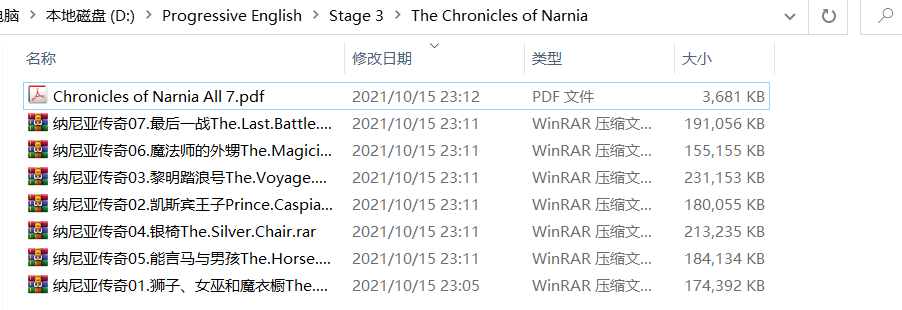 电脑 > 本地磁盘 (D:) > Progressive English > Stage 3 > The Chronicles of Narnia
名称 修改日期 类型 大小
Chronicles of Narnia All 7.pdf 2021/10/15 23:12 PDF 文件 3,681 KB
纳尼亚传奇07.最后一战The.Last.Battle.... 2021/10/15 23:11 WinRAR 压缩文... 191,056 KB
纳尼亚传奇06.魔法师的外甥The.Magici... 2021/10/15 23:11 WinRAR 压缩文... 155,155 KB
纳尼亚传奇03.黎明踏浪号The.Voyage.... 2021/10/15 23:11 WinRAR 压缩文... 231,153 KB
纳尼亚传奇02.凯斯宾王子Prince.Caspia... 2021/10/15 23:11 WinRAR 压缩文... 180,055 KB
纳尼亚传奇04.银椅The.Silver.Chair.rar 2021/10/15 23:11 WinRAR 压缩文... 213,235 KB
纳尼亚传奇05.能言马与男孩The.Horse.... 2021/10/15 23:11 WinRAR 压缩文... 184,134 KB
纳尼亚传奇01.狮子、女巫和魔衣橱The.... 2021/10/15 23:05 WinRAR 压缩文... 174,392 KB